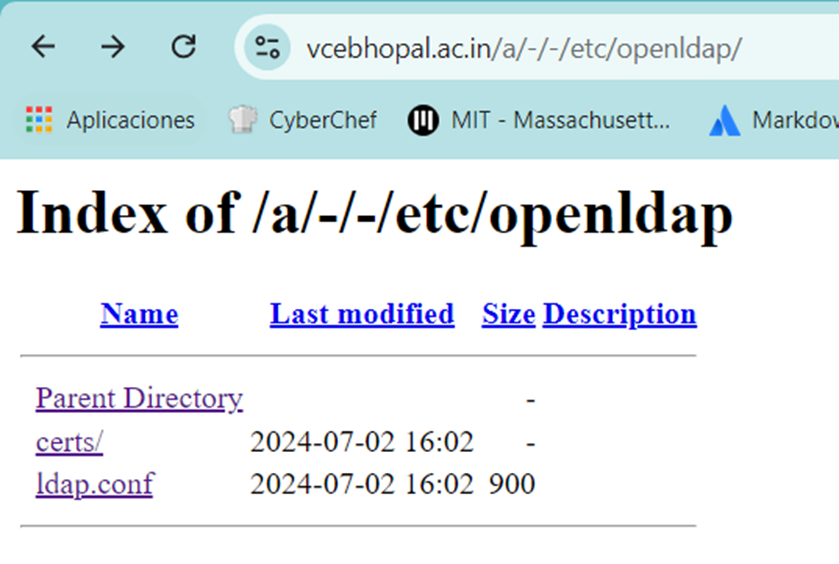 vcebhopal.ac.in/a/-/-/etc/openldap/
Aplicaciones CyberChef MIT - Massachusett... Markdow
Index of /a/-/-/etc/openldap
Name Last modified Size Description
Parent Directory -
certs/ 2024-07-02 16:02 -
ldap.conf 2024-07-02 16:02 900